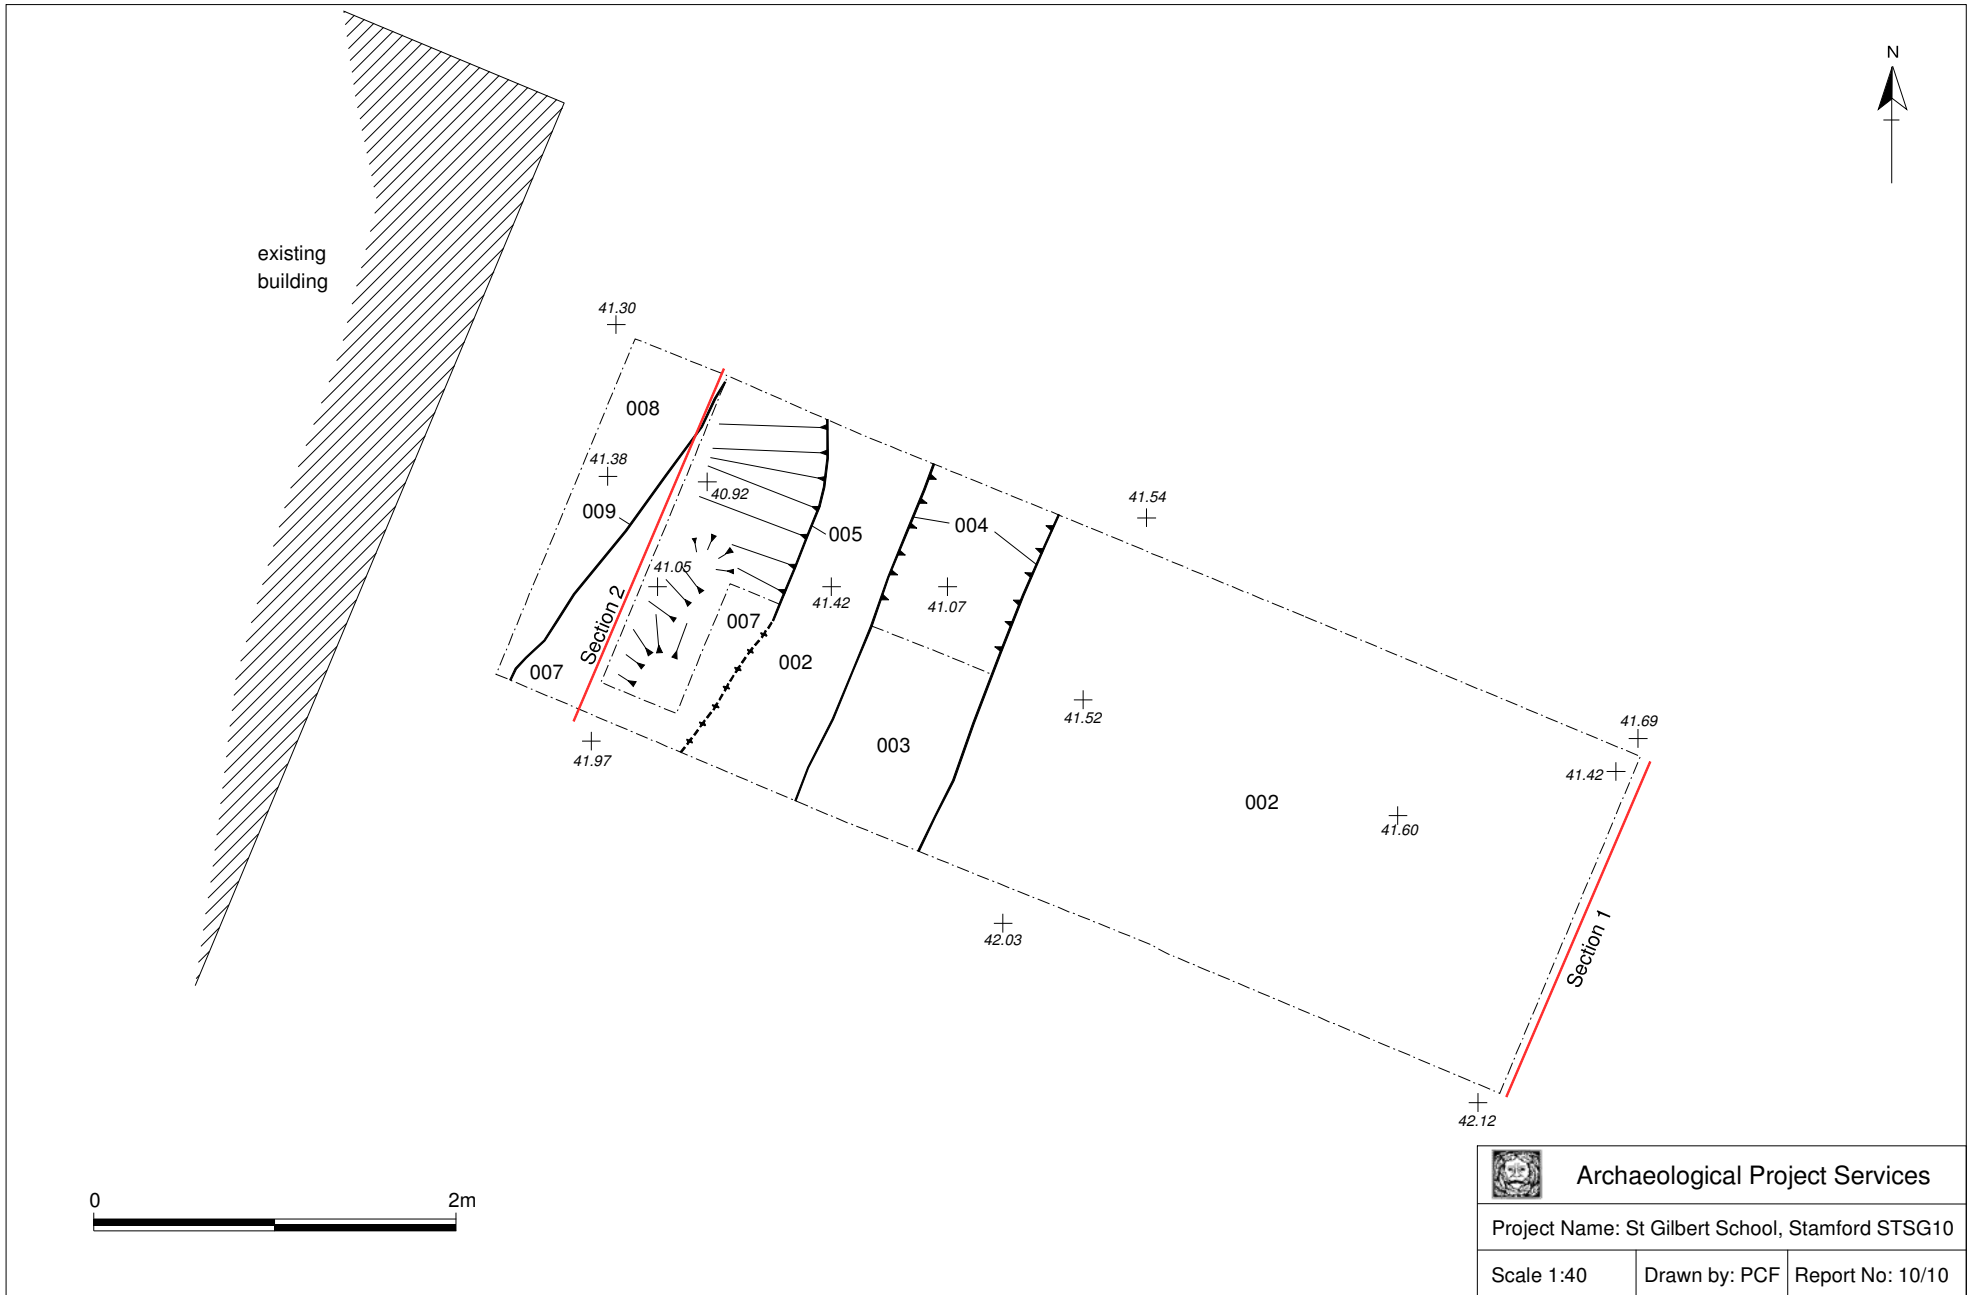 N
existing
building
41.30
008
41.38
009
40.92
005
004
41.54
41.05
41.42
41.07
Section 2
007
002
007
003
41.52
41.97
41.69
41.42
002
41.60
42.03
Section 1
42.12
0 2m
Archaeological Project Services
Project Name: St Gilbert School, Stamford STSG10
Scale 1:40 Drawn by: PCF Report No: 10/10